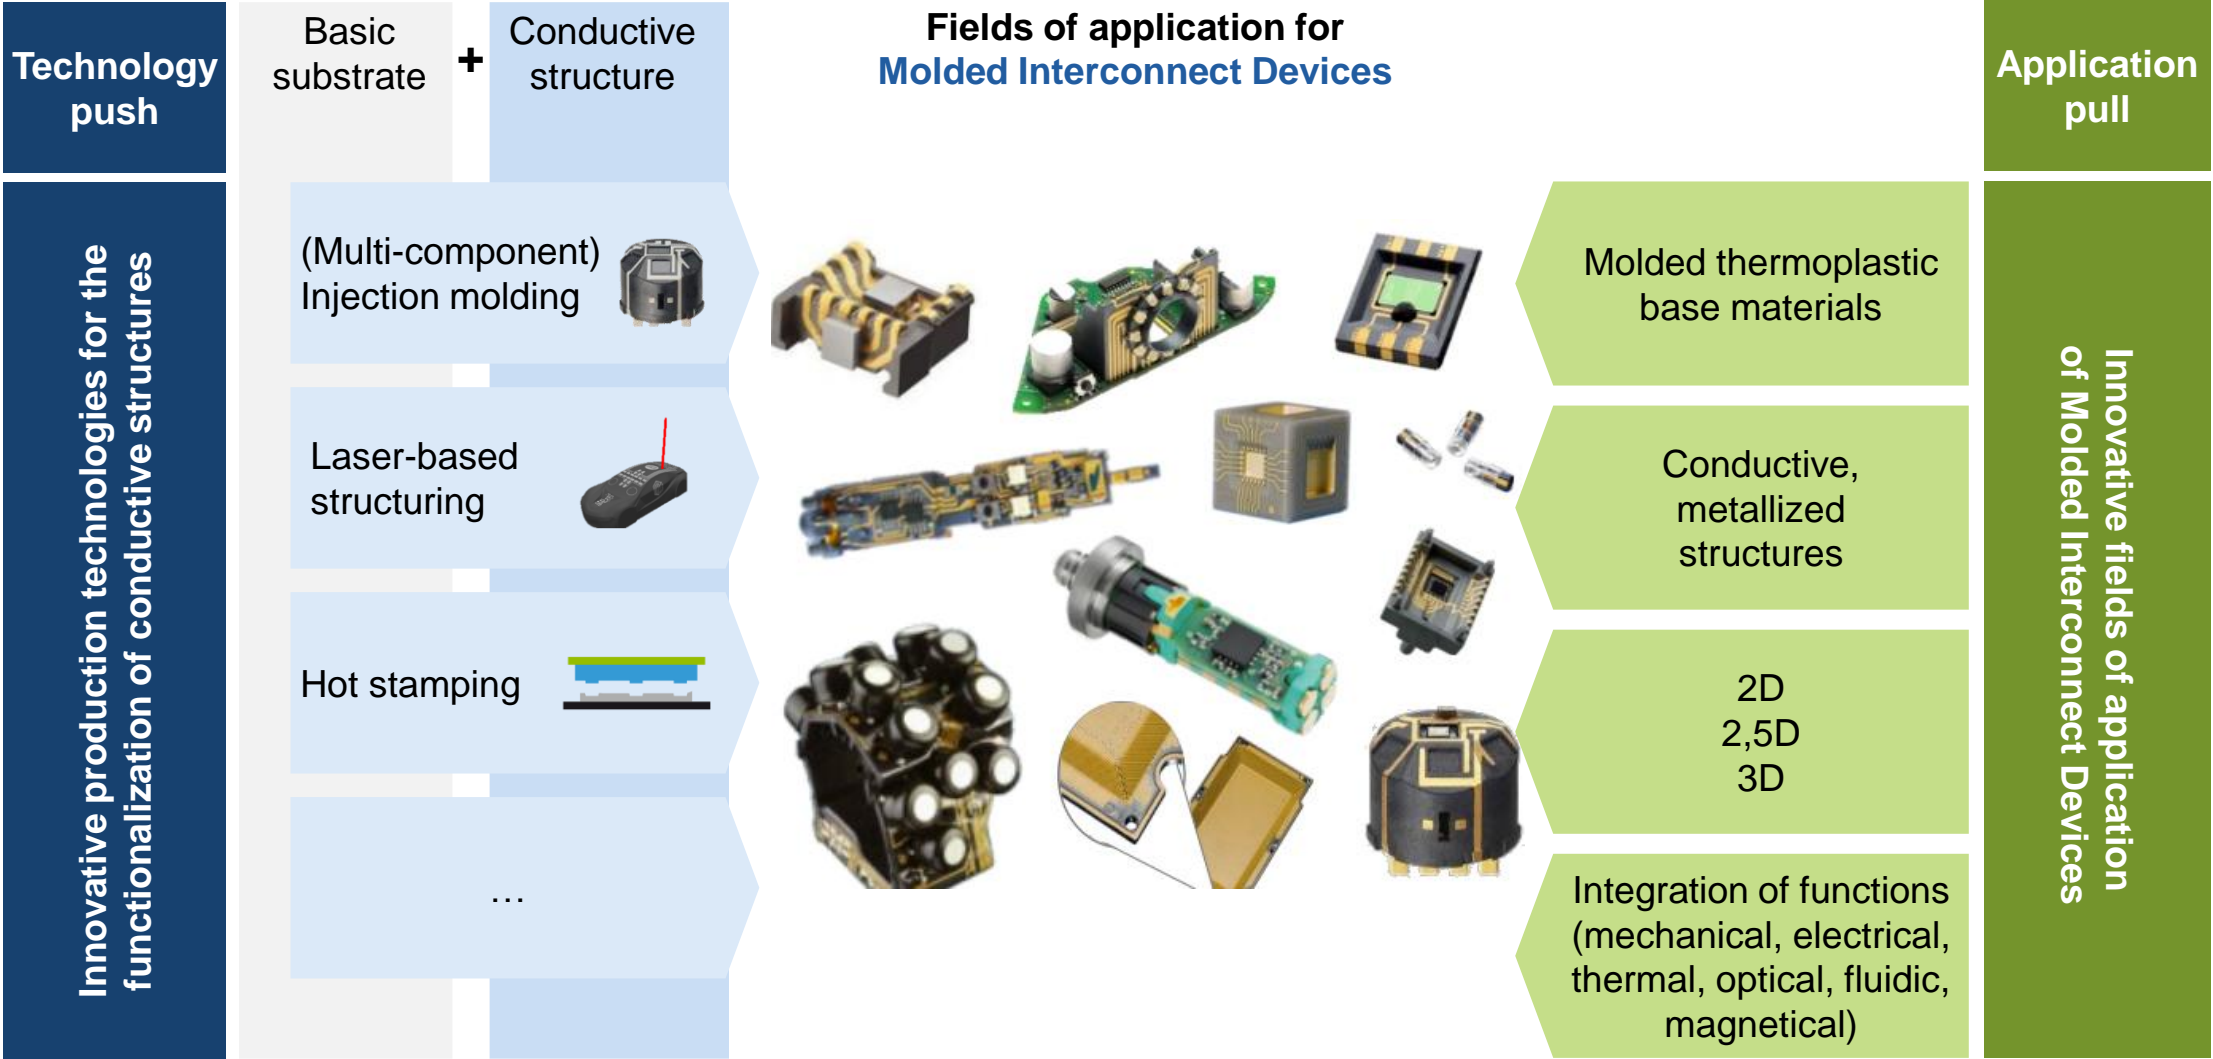 Technology
push
Basic
substrate
+
Conductive
structure
Fields of application for
Molded Interconnect Devices
Application
pull
Innovative production technologies for the
functionalization of conductive structures
(Multi-component)
Injection molding
Laser-based
structuring
Hot stamping
…
Molded thermoplastic
base materials
Conductive,
metallized
structures
2D
2,5D
3D
Integration of functions
(mechanical, electrical,
thermal, optical, fluidic,
magnetical)
Innovative fields of application
of Molded Interconnect Devices